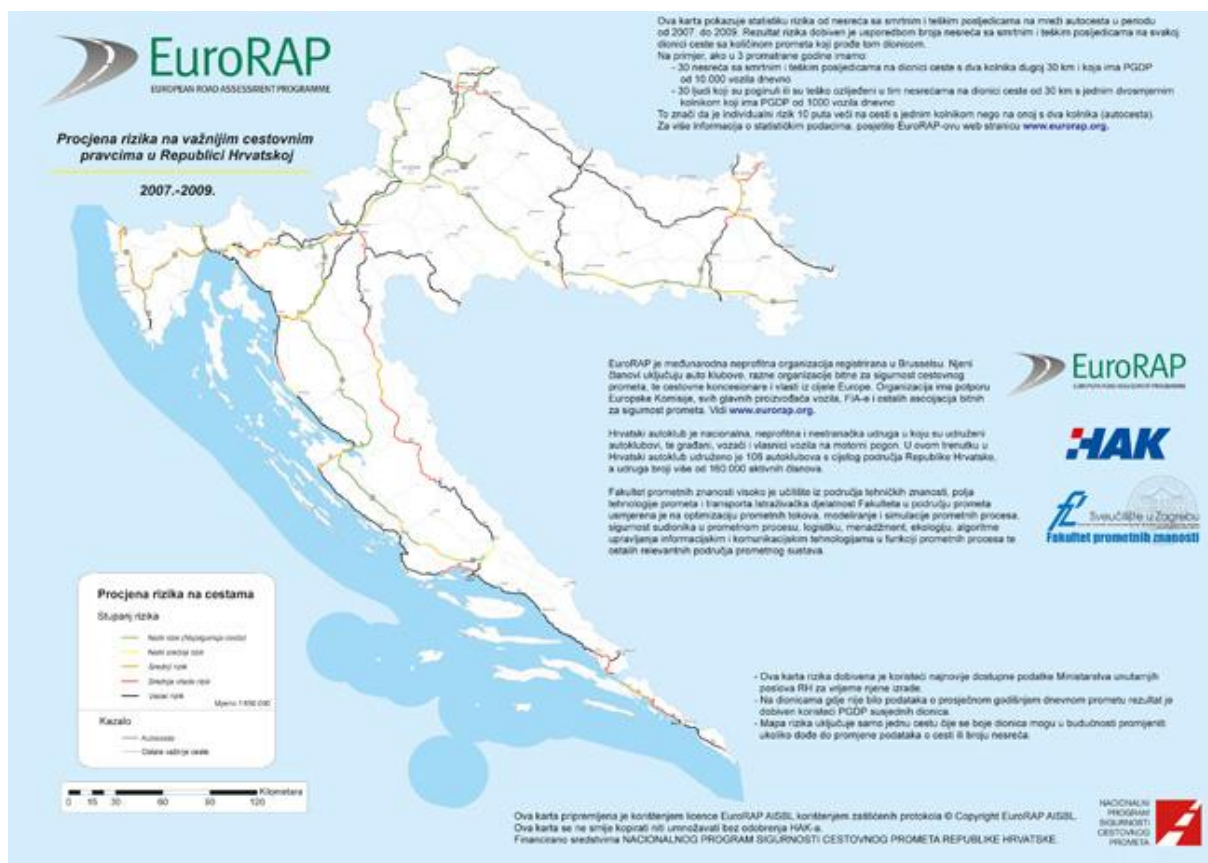 EuroRAP
EUROPEAN ROAD ASSESSMENT PROGRAMME
Procjena rizika na važnijim cestovnim
pravcima u Republici Hrvatskoj
2007.-2009.
Ova karta pokazuje statistiku rizika od nesreća sa smrtnim i teškim posljedicama na mreži autocesta u periodu
od 2007. do 2009. Rezultat rizika dobiven je usporedbom broja nesreća sa smrtnim i teškim posljedicama na svakoj
dionici ceste sa količinom prometa koji prođe tom dionicom.
Na primjer, ako u 3 promatrane godine imamo:
- 30 nesreća sa smrtnim i teškim posljedicama na dionici ceste s dva kolnika dugoj 30 km i koja ima PGDP
od 10.000 vozila dnevno
- 30 ljudi koji su poginuli ili su teško ozlijeđeni u tim nesrećama na dionici ceste od 30 km s jednim dvosmjernim
kolnikom koji ima PGDP od 1000 vozila dnevno
To znači da je individualni rizik 10 puta veći na cesti s jednim kolnikom nego na onoj s dva kolnika (autocesta).
Za više informacija o statističkim podacima, posjetite EuroRAP-ovu web stranicu www.eurorap.org.
EuroRAP je međunarodna neprofitna organizacija registrirana u Brusselsu. Njeni
članovi uključuju auto klubove, razne organizacije bitne za sigurnost cestovnog
prometa, te cestovne koncesionare i vlasti iz cijele Europe. Organizacija ima potporu
Europske Komisije, svih glavnih proizvođača vozila, FIA-e i ostalih asocijacija bitnih
za sigurnost prometa. Vidi www.eurorap.org.
Hrvatski autoklub je nacionalna, neprofitna i nestranačka udruga u koju su udruženi
autoklubovi, te građani, vozači i vlasnici vozila na motorni pogon. U ovom trenutku u
Hrvatski autoklub udruženo je 108 autoklubova s cijelog područja Republike Hrvatske,
a udruga broji više od 160.000 aktivnih članova.
Fakultet prometnih znanosti visoko je učilište iz područja tehničkih znanosti, polja
tehnologije prometa i transporta Istraživačka djelatnost Fakulteta u području prometa
usmjerena je na optimizaciju prometnih tokova, modeliranje i simulacije prometnih procesa,
sigurnost sudionika u prometnom procesu, logistiku, menadžment, ekologiju, algoritme
upravljanja informacijskim i komunikacijskim tehnologijama u funkciji prometnih procesa te
ostalih relevantnih područja prometnog sustava.
EuroRAP
EUROPEAN ROAD ASSESSMENT PROGRAMME
HAK
Sveučilište u Zagrebu
Fakultet prometnih znanosti
Procjena rizika na cestama
Stupanj rizika
Niski rizik (Najsigurnija cesta)
Niski srednji rizik
Srednji rizik
Srednje visoki rizik
Visoki rizik
Kazalo
Autocesta
Ostale važnije ceste
Kilometara
0 15 30 60 90 120
- Ova karta rizika dobivena je koristeći najnovije dostupne podatke Ministarstva unutarnjih
poslova RH za vrijeme njene izrade.
- Na dionicama gdje nije bilo podataka o prosječnom godišnjem dnevnom prometu rezultat je
dobiven koristeći PGDP susjednih dionica.
- Mapa rizika uključuje samo jednu cestu čije se boje dionica mogu u budućnosti promijeniti
ukoliko dođe do promjene podataka o cesti ili broju nesreća.
Ova karta pripremljena je korištenjem licence EuroRAP AISBL korištenjem zaštićenih protokola © Copyright EuroRAP AISBL.
Ova karta se ne smije kopirati niti umnožavati bez odobrenja HAK-a.
Financirano sredstvima NACIONALNOG PROGRAM SIGURNOSTI CESTOVNOG PROMETA REPUBLIKE HRVATSKE.
NACIONALNI
PROGRAM
SIGURNOSTI
CESTOVNOG
PROMETA